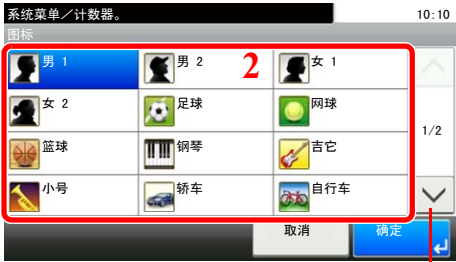 系统菜单／计数器。 10:10
图标
男 1 男 2 2 女 1
女 2 足球 网球
1/2
篮球 钢琴 吉它
小号 轿车 自行车
取消 确定